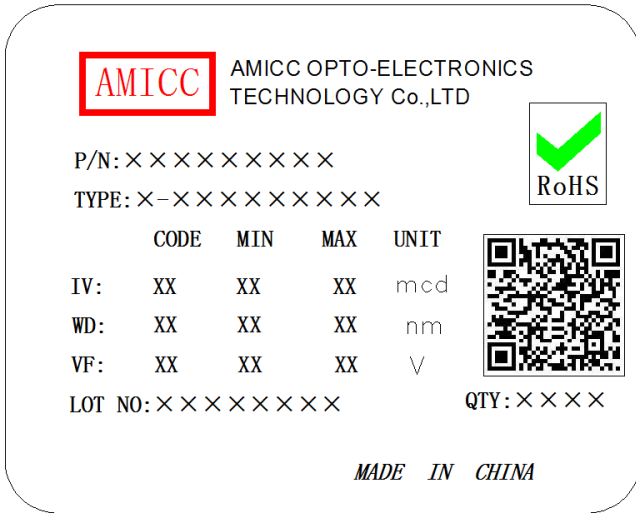 AMICC
AMICC OPTO-ELECTRONICS
TECHNOLOGY Co.,LTD
P/N:×××××××××
TYPE:×-×××××××××
RoHS
CODE MIN MAX UNIT
IV: XX XX XX mcd
WD: XX XX XX nm
VF: XX XX XX V
LOT NO:××××××××
QTY:××××
MADE IN CHINA